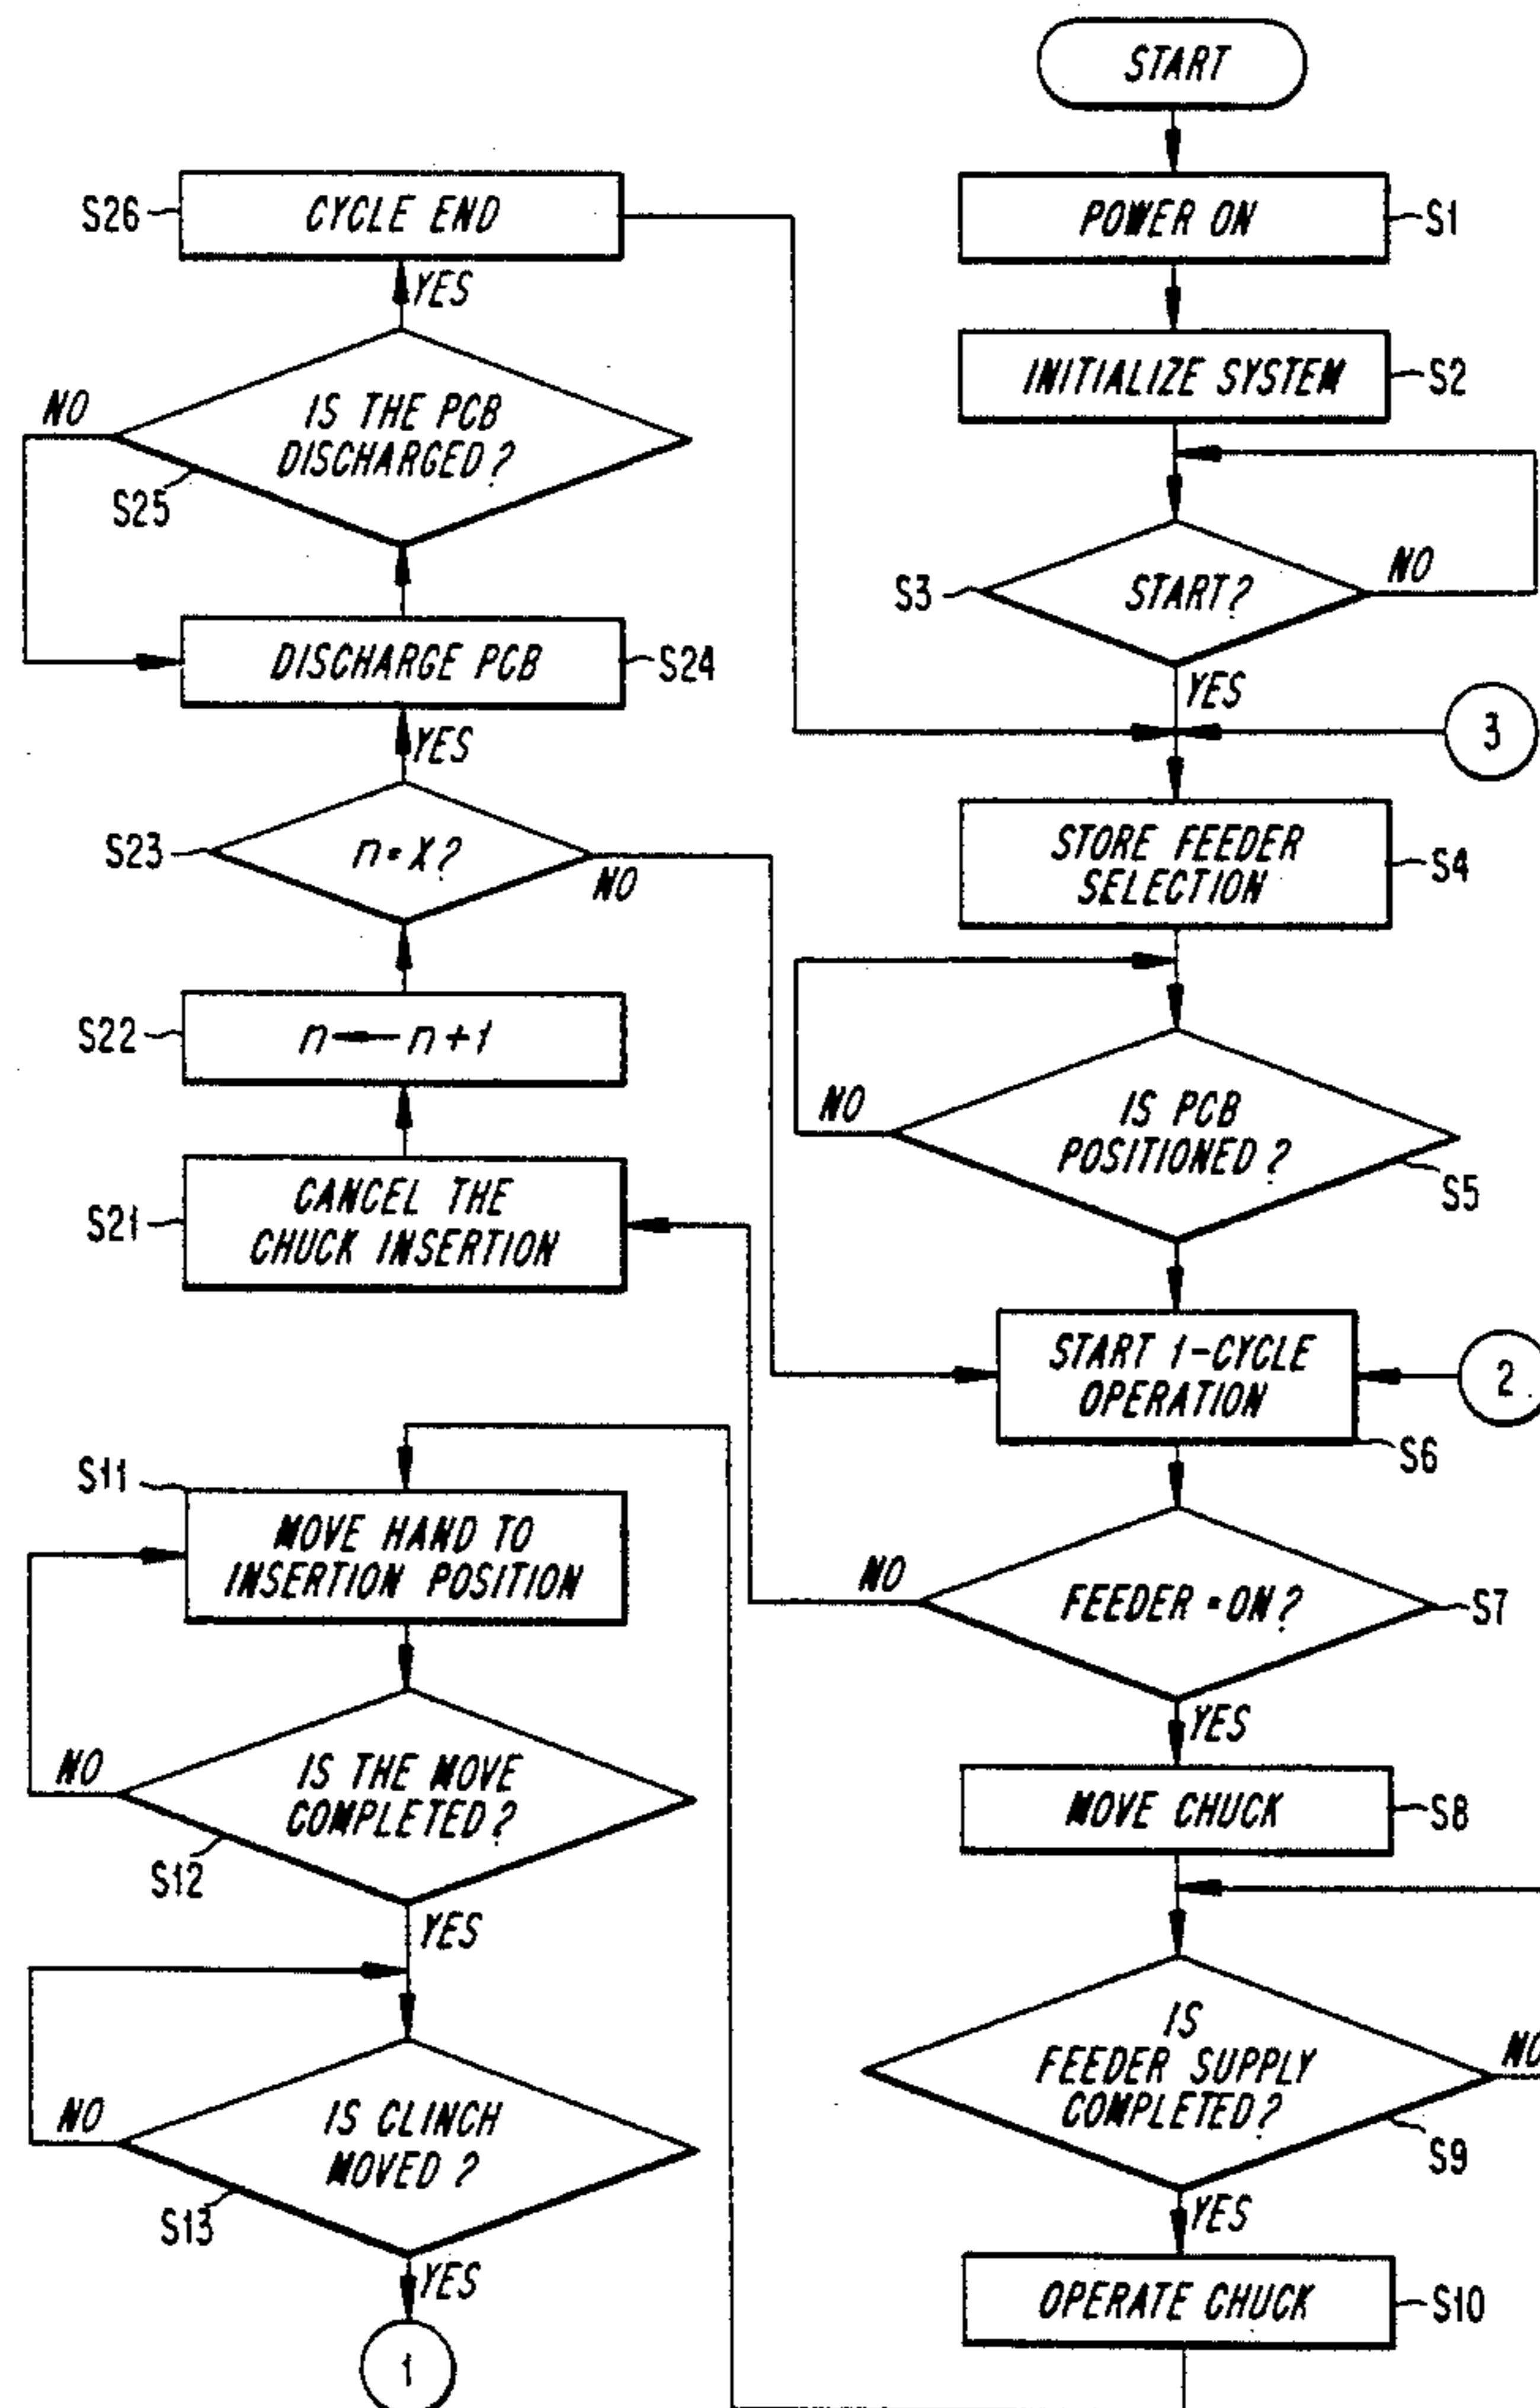 START
POWER ON
S1
INITIALIZE SYSTEM
S2
S3
START?
NO
YES
3
STORE FEEDER
SELECTION
S4
IS PCB
POSITIONED?
NO
S5
START 1-CYCLE
OPERATION
2
S6
FEEDER=ON?
NO
S7
YES
MOVE CHUCK
S8
IS
FEEDER SUPPLY
COMPLETED?
NO
S9
YES
OPERATE CHUCK
S10
S11
MOVE HAND TO
INSERTION POSITION
IS THE MOVE
COMPLETED?
NO
S12
YES
IS CLINCH
MOVED?
NO
S13
YES
1
S21
CANCEL THE
CHUCK INSERTION
S22
n←n+1
S23
n=X?
NO
YES
DISCHARGE PCB
S24
IS THE PCB
DISCHARGED?
NO
S25
YES
S26
CYCLE END